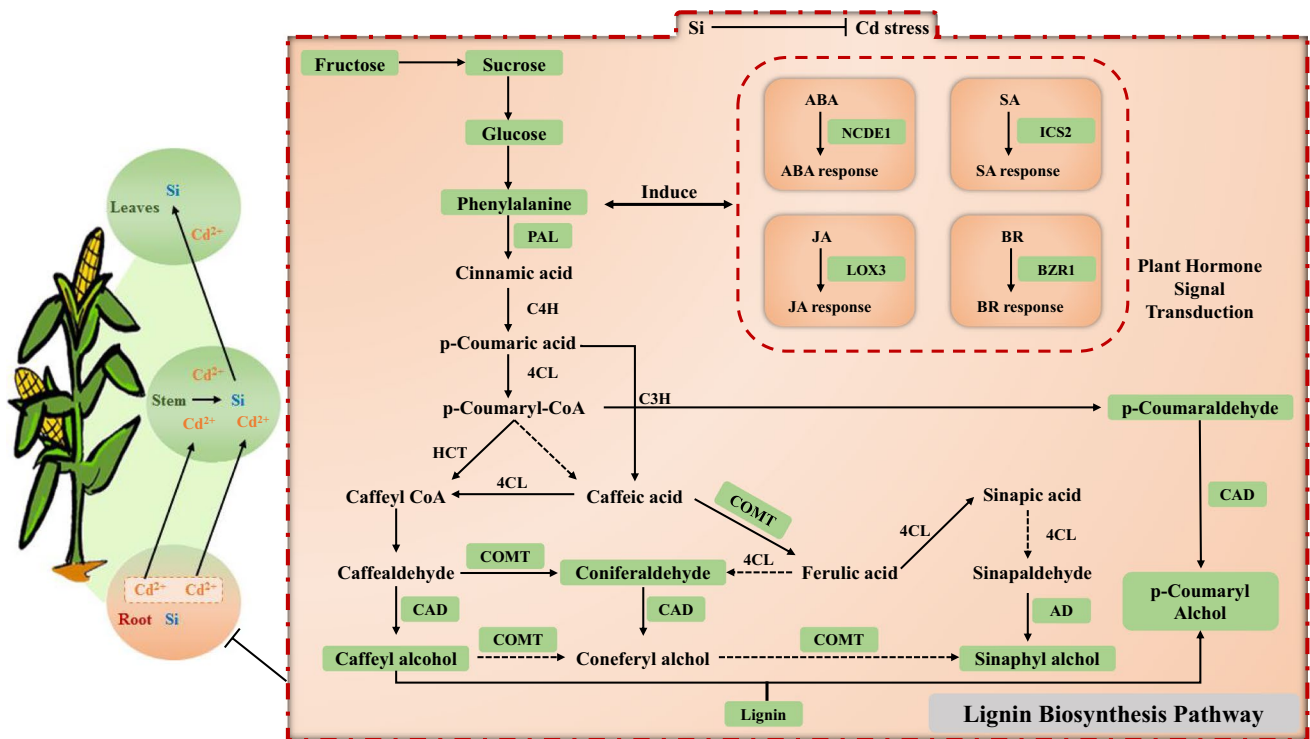 Si
Cd stress
Fructose
Sucrose
Glucose
Phenylalanine
PAL
Cinnamic acid
C4H
p-Coumaric acid
4CL
p-Coumaryl-CoA
C3H
p-Coumaraldehyde
HCT
Caffeyl CoA
4CL
Caffeic acid
COMT
Sinapic acid
CAD
4CL
4CL
4CL
Caffealdehyde
COMT
Coniferaldehyde
Ferulic acid
Sinapaldehyde
CAD
CAD
AD
p-Coumaryl
Alchol
Caffeyl alcohol
COMT
Coneferyl alchol
COMT
Sinaphyl alchol
Lignin
Lignin Biosynthesis Pathway
Induce
ABA
NCDE1
ABA response
SA
ICS2
SA response
JA
LOX3
JA response
BR
BZR1
BR response
Plant Hormone
Signal
Transduction
Si
Leaves
Cd²⁺
Cd²⁺
Stem
Si
Cd²⁺
Cd²⁺
Cd²⁺
Cd²⁺
Root
Si